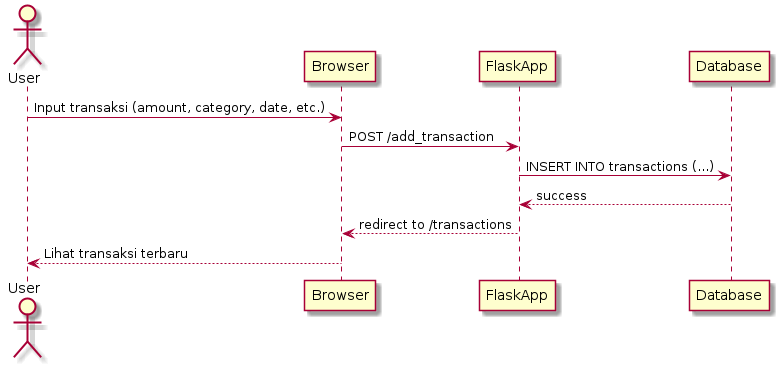 User
Browser
FlaskApp
Database
Input transaksi (amount, category, date, etc.)
POST /add_transaction
INSERT INTO transactions (...)
success
redirect to /transactions
Lihat transaksi terbaru
User
Browser
FlaskApp
Database